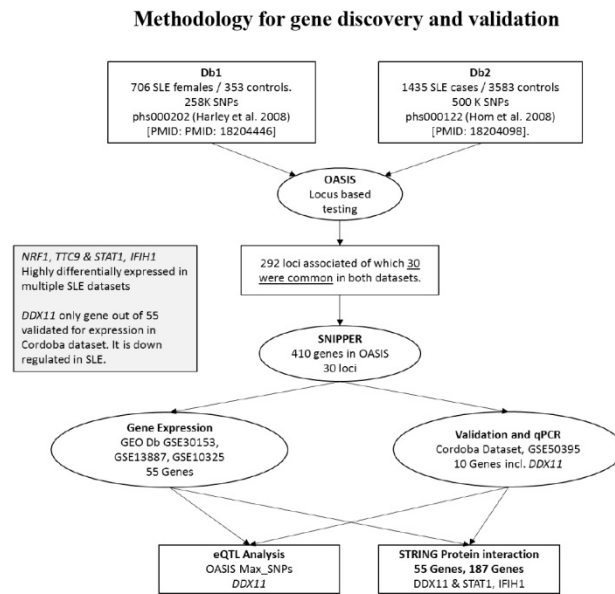 Methodology for gene discovery and validation
Db1
706 SLE females / 353 controls.
258K SNPs
phs000202 (Harley et al. 2008)
[PMID: PMID: 18204446]
Db2
1435 SLE cases / 3583 controls
500 K SNPs
phs000122 (Hom et al. 2008)
[PMID: 18204098].
OASIS
Locus based
testing
292 loci associated of which 30
were common in both datasets.
NRF1, TTC9 & STAT1, IFIH1
Highly differentially expressed in
multiple SLE datasets
DDX11 only gene out of 55
validated for expression in
Cordoba dataset. It is down
regulated in SLE.
SNIPPER
410 genes in OASIS
30 loci
Gene Expression
GEO Db GSE30153,
GSE13887, GSE10325
55 Genes
Validation and qPCR
Cordoba Dataset, GSE50395
10 Genes incl. DDX11
eQTL Analysis
OASIS Max_SNPs
DDX11
STRING Protein interaction
55 Genes, 187 Genes
DDX11 & STAT1, IFIH1